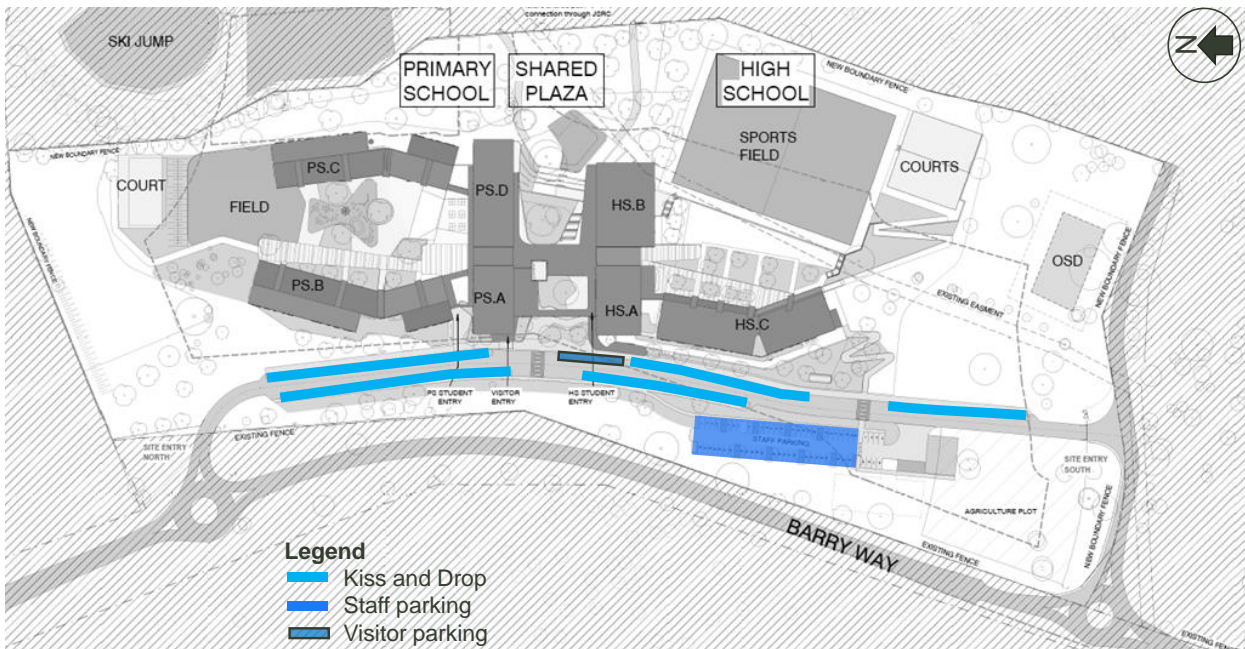 connection through J2RC
SKI JUMP
N
PRIMARY
SCHOOL
SHARED
PLAZA
HIGH
SCHOOL
NEW BOUNDARY FENCE
SPORTS
FIELD
COURTS
NEW BOUNDARY FENCE
PS.C
COURT
FIELD
PS.D
HS.B
NEW BOUNDARY FENCE
OSD
NEW BOUNDARY FENCE
PS.B
PS.A
HS.A
HS.C
EXISTING EASMENT
PS STUDENT
ENTRY
VISITOR
ENTRY
HS STUDENT
ENTRY
EXISTING FENCE
SITE ENTRY
NORTH
STAFF PARKING
SITE ENTRY
SOUTH
AGRICULTURE PLOT
NEW BOUNDARY FENCE
BARRY WAY
EXISTING FENCE
EXISTING FENCE
Legend
Kiss and Drop
Staff parking
Visitor parking